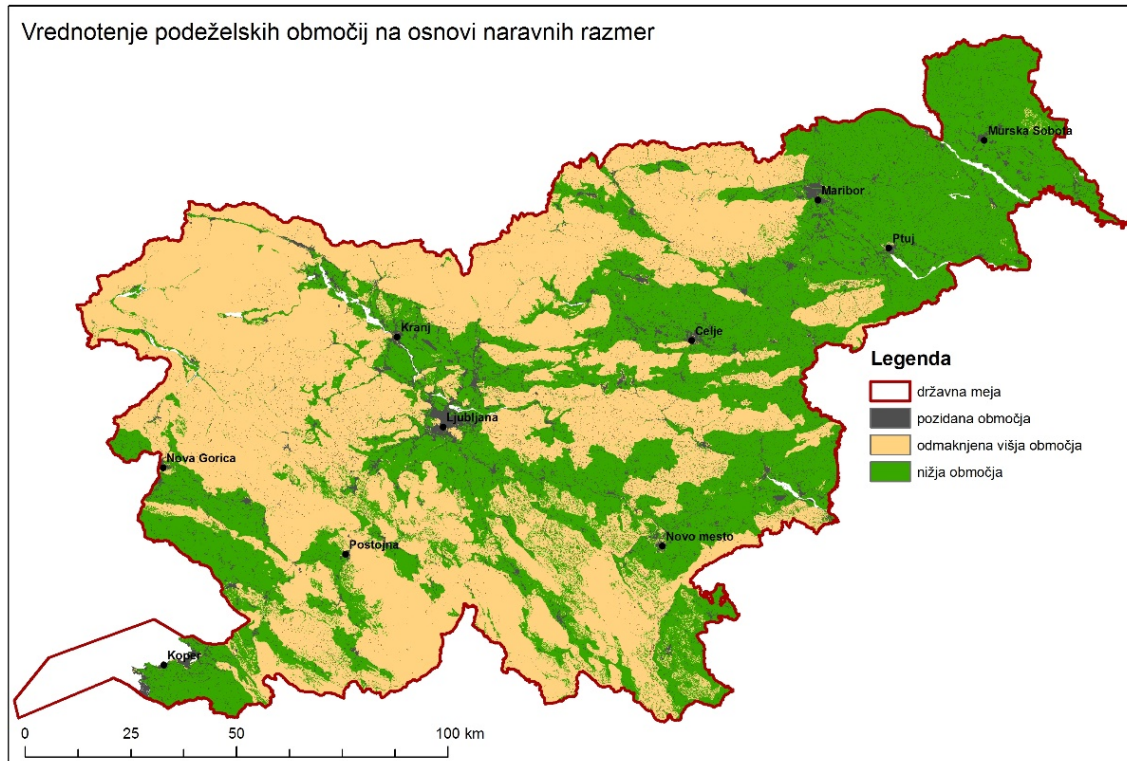 Vrednotenje podeželskih območij na osnovi naravnih razmer
Murska Sobota
Maribor
Ptuj
Kranj
Celje
Legenda
državna meja
pozidana območja
odmaknjena višja območja
nižja območja
Ljubljana
Nova Gorica
Novo mesto
Postojna
Koper
0 25 50 100 km